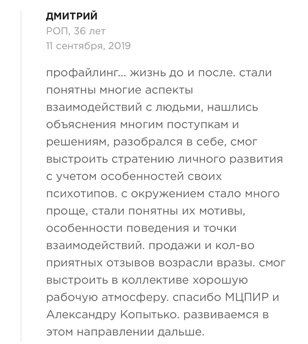 ДМИТРИЙ
РОП, 36 лет
11 сентября, 2019
профайлинг... жизнь до и после. стали
понятны многие аспекты
взаимодействий с людьми, нашлись
объяснения многим поступкам и
решениям, разобрался в себе, смог
выстроить стратению личного развития
с учетом особенностей своих
психотипов. с окружением стало много
проще, стали понятны их мотивы,
особенности поведения и точки
взаимодействий. продажи и кол-во
приятных отзывов возрасли вразы. смог
выстроить в коллективе хорошую
рабочую атмосферу. спасибо МЦПИР и
Александру Копытько. развиваемся в
этом направлении дальше.